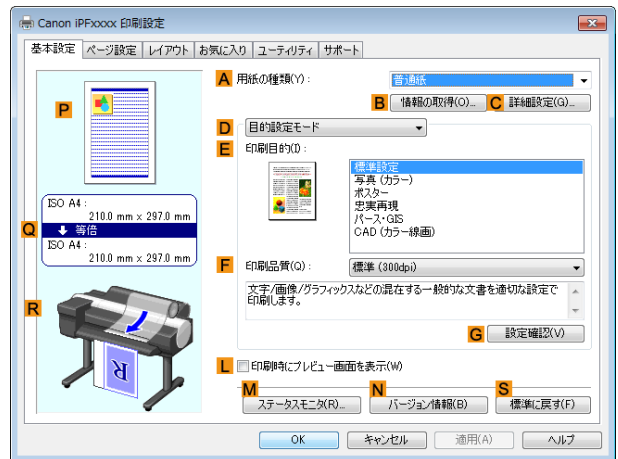 Canon iPFxxxx 印刷設定
基本設定 ページ設定 レイアウト お気に入り ユーティリティ サポート
P
A 用紙の種類(Y): 普通紙
B 情報の取得(O)... C 詳細設定(G)...
D 目的設定モード
E 印刷目的(I):
標準設定
写真 (カラー)
ポスター
忠実再現
パース・GIS
CAD (カラー線画)
ISO A4 :
210.0 mm x 297.0 mm
Q 等倍
ISO A4 :
210.0 mm x 297.0 mm
F 印刷品質(Q): 標準 (300dpi)
文字/画像/グラフィックスなどの混在する一般的な文書を適切な設定で
印刷します。
R
G 設定確認(V)
L 印刷時にプレビュー画面を表示(W)
M N S
ステータスモニタ(R)... バージョン情報(B) 標準に戻す(F)
OK キャンセル 適用(A) ヘルプ